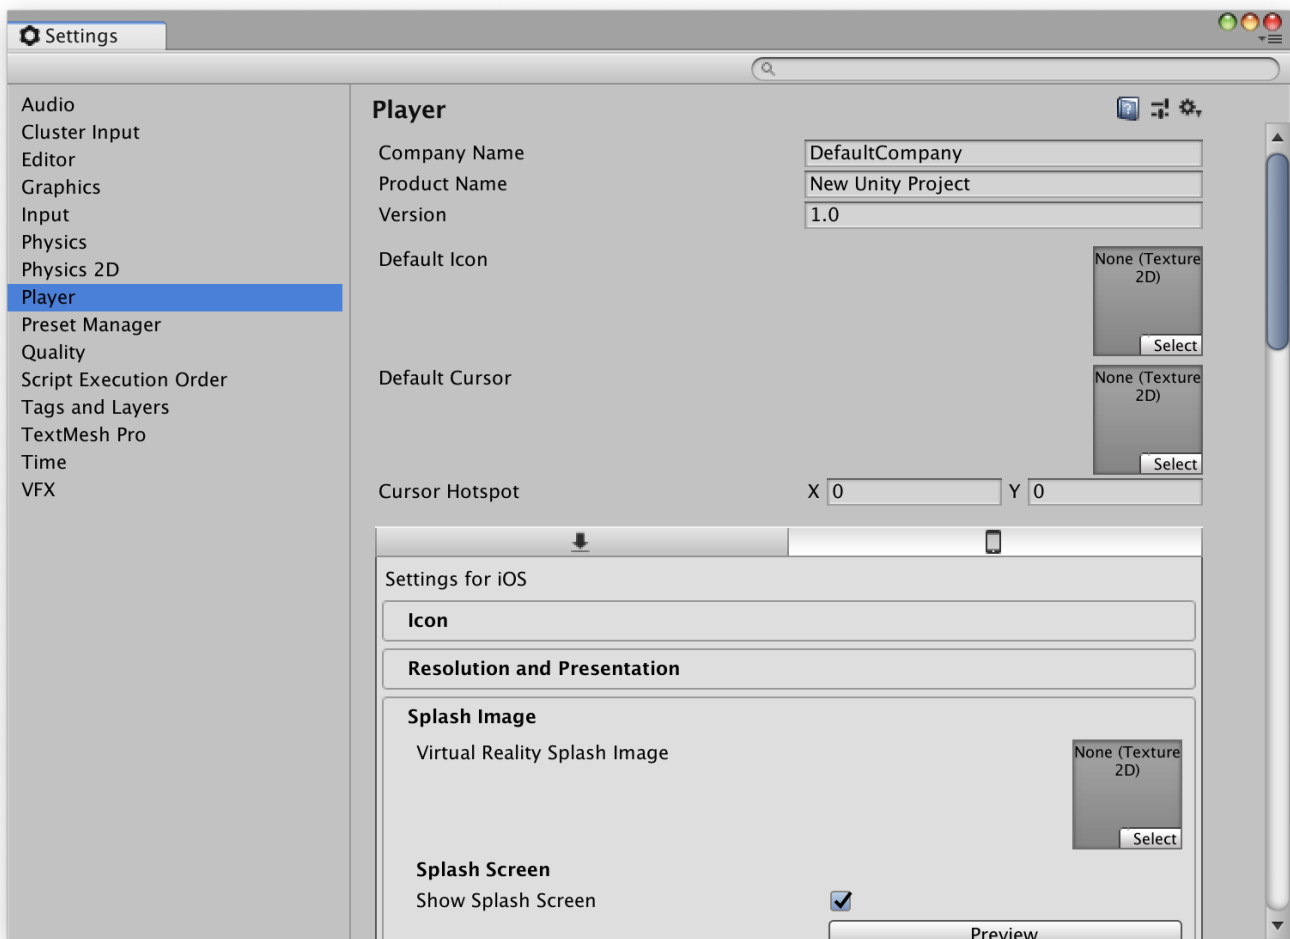 Settings
Audio
Cluster Input
Editor
Graphics
Input
Physics
Physics 2D
Player
Preset Manager
Quality
Script Execution Order
Tags and Layers
TextMesh Pro
Time
VFX
Player
Company Name DefaultCompany
Product Name New Unity Project
Version 1.0
Default Icon
None (Texture
2D)
Select
Default Cursor
None (Texture
2D)
Select
Cursor Hotspot X 0 Y 0
Settings for iOS
Icon
Resolution and Presentation
Splash Image
Virtual Reality Splash Image
None (Texture
2D)
Select
Splash Screen
Show Splash Screen
Preview